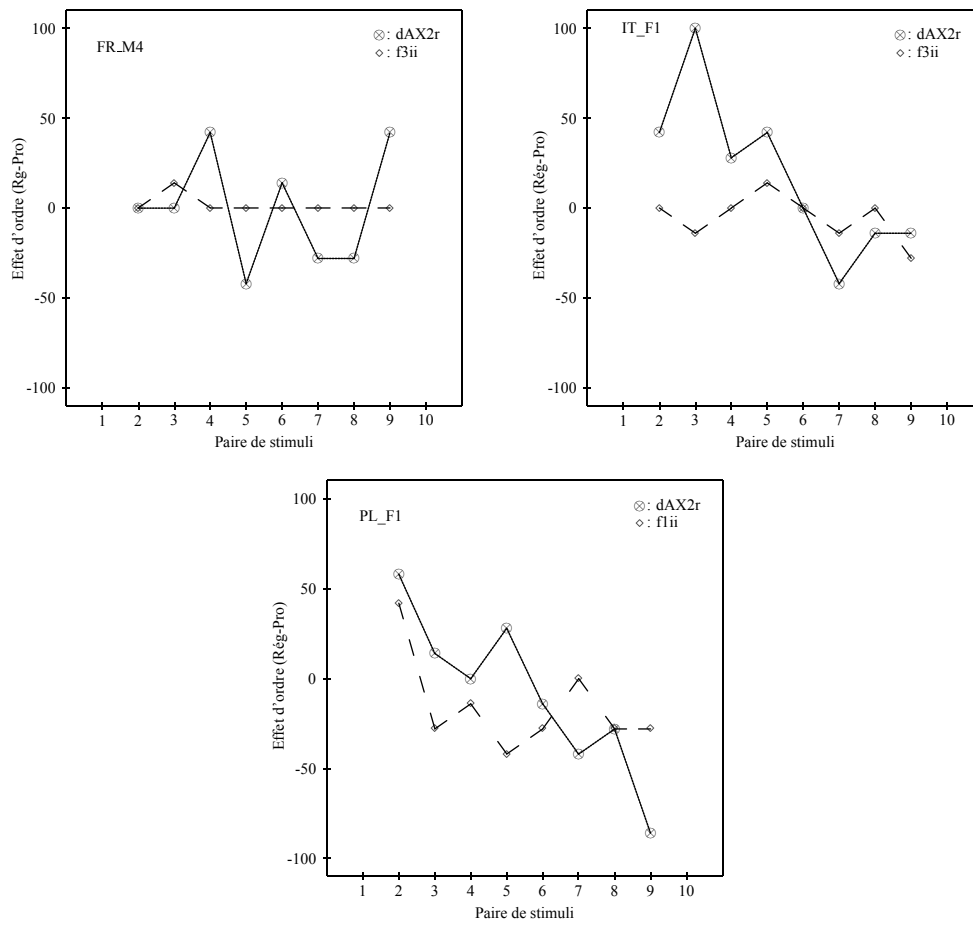 FR_M4
⊗: dAX2r
◇: f3ii
100
50
0
-50
-100
Effet d'ordre (Rg-Pro)
1 2 3 4 5 6 7 8 9 10
Paire de stimuli
IT_F1
⊗: dAX2r
◇: f3ii
100
50
0
-50
-100
Effet d'ordre (Rég-Pro)
1 2 3 4 5 6 7 8 9 10
Paire de stimuli
PL_F1
⊗: dAX2r
◇: f1ii
100
50
0
-50
-100
Effet d'ordre (Rég-Pro)
1 2 3 4 5 6 7 8 9 10
Paire de stimuli